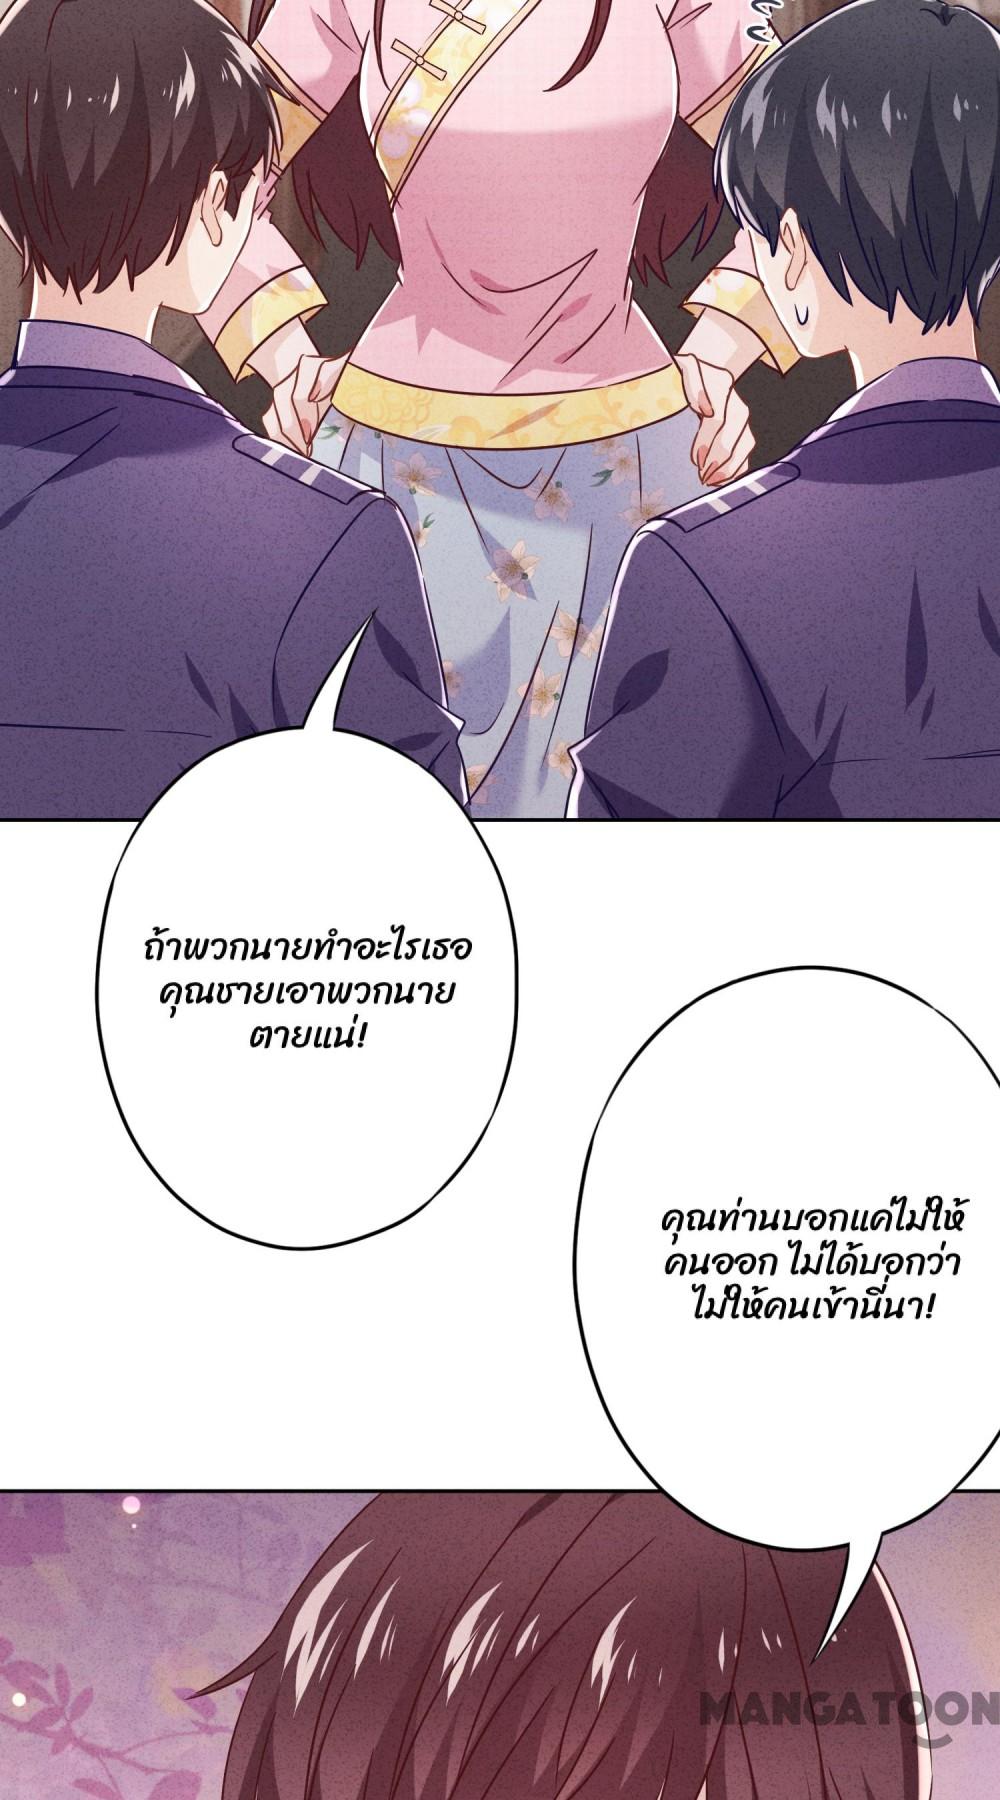 ถ้าพวกนายทำอะไรเธอ
คุณชายเอาพวกนาย
ตายแน่!
คุณท่านบอกแค่ไม่ให้
คนออก ไม่ได้บอกว่า
ไม่ให้คนเข้านี่นา!
MANGATOON